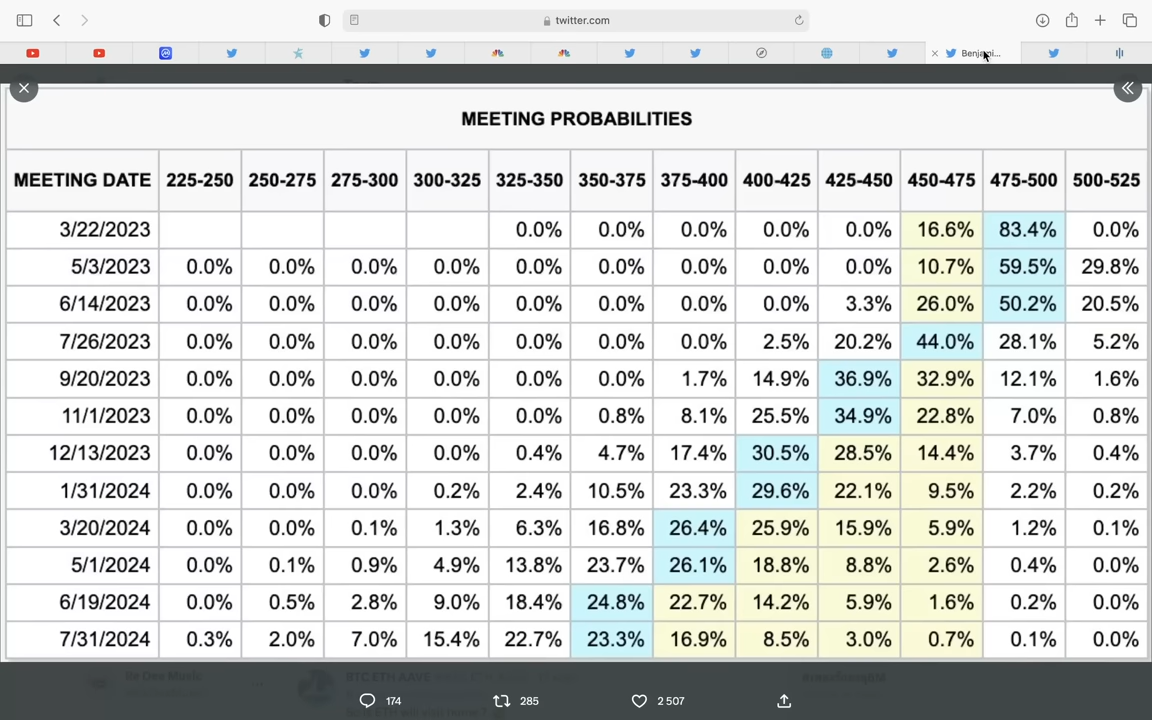 twitter.com
Benjami...
MEETING PROBABILITIES
MEETING DATE 225-250 250-275 275-300 300-325 325-350 350-375 375-400 400-425 425-450 450-475 475-500 500-525
3/22/2023 0.0% 0.0% 0.0% 0.0% 0.0% 16.6% 83.4% 0.0%
5/3/2023 0.0% 0.0% 0.0% 0.0% 0.0% 0.0% 0.0% 0.0% 0.0% 10.7% 59.5% 29.8%
6/14/2023 0.0% 0.0% 0.0% 0.0% 0.0% 0.0% 0.0% 0.0% 3.3% 26.0% 50.2% 20.5%
7/26/2023 0.0% 0.0% 0.0% 0.0% 0.0% 0.0% 0.0% 2.5% 20.2% 44.0% 28.1% 5.2%
9/20/2023 0.0% 0.0% 0.0% 0.0% 0.0% 0.0% 1.7% 14.9% 36.9% 32.9% 12.1% 1.6%
11/1/2023 0.0% 0.0% 0.0% 0.0% 0.0% 0.8% 8.1% 25.5% 34.9% 22.8% 7.0% 0.8%
12/13/2023 0.0% 0.0% 0.0% 0.0% 0.4% 4.7% 17.4% 30.5% 28.5% 14.4% 3.7% 0.4%
1/31/2024 0.0% 0.0% 0.0% 0.2% 2.4% 10.5% 23.3% 29.6% 22.1% 9.5% 2.2% 0.2%
3/20/2024 0.0% 0.0% 0.1% 1.3% 6.3% 16.8% 26.4% 25.9% 15.9% 5.9% 1.2% 0.1%
5/1/2024 0.0% 0.1% 0.9% 4.9% 13.8% 23.7% 26.1% 18.8% 8.8% 2.6% 0.4% 0.0%
6/19/2024 0.0% 0.5% 2.8% 9.0% 18.4% 24.8% 22.7% 14.2% 5.9% 1.6% 0.2% 0.0%
7/31/2024 0.3% 2.0% 7.0% 15.4% 22.7% 23.3% 16.9% 8.5% 3.0% 0.7% 0.1% 0.0%
BTC.ETH.AAVE
174 285 2 507